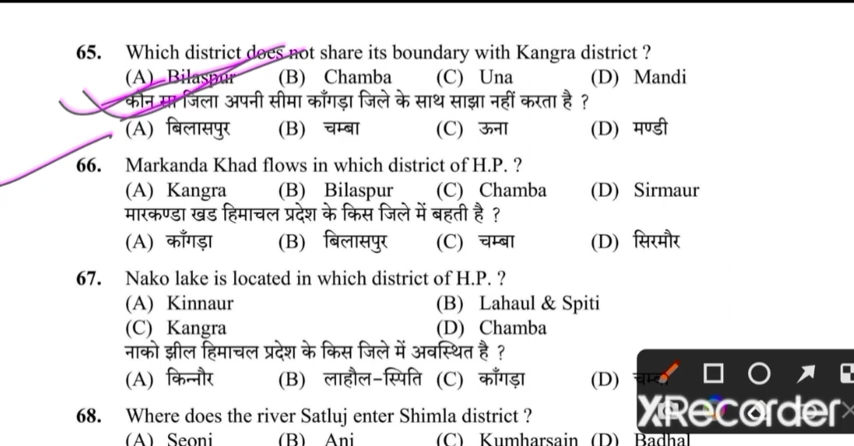 65. Which district does not share its boundary with Kangra district ?
(A) Bilaspur (B) Chamba (C) Una (D) Mandi
कौन सा जिला अपनी सीमा काँगड़ा जिले के साथ साझा नहीं करता है ?
(A) बिलासपुर (B) चम्बा (C) ऊना (D) मण्डी
66. Markanda Khad flows in which district of H.P. ?
(A) Kangra (B) Bilaspur (C) Chamba (D) Sirmaur
मारकण्डा खड हिमाचल प्रदेश के किस जिले में बहती है ?
(A) काँगड़ा (B) बिलासपुर (C) चम्बा (D) सिरमौर
67. Nako lake is located in which district of H.P. ?
(A) Kinnaur (B) Lahaul & Spiti
(C) Kangra (D) Chamba
नाको झील हिमाचल प्रदेश के किस जिले में अवस्थित है ?
(A) किन्नौर (B) लाहौल-स्पिति (C) काँगड़ा (D) चम्बा
XRecorder
68. Where does the river Satluj enter Shimla district ?
(A) Seoni (B) Ani (C) Kumharsain (D) Badhal